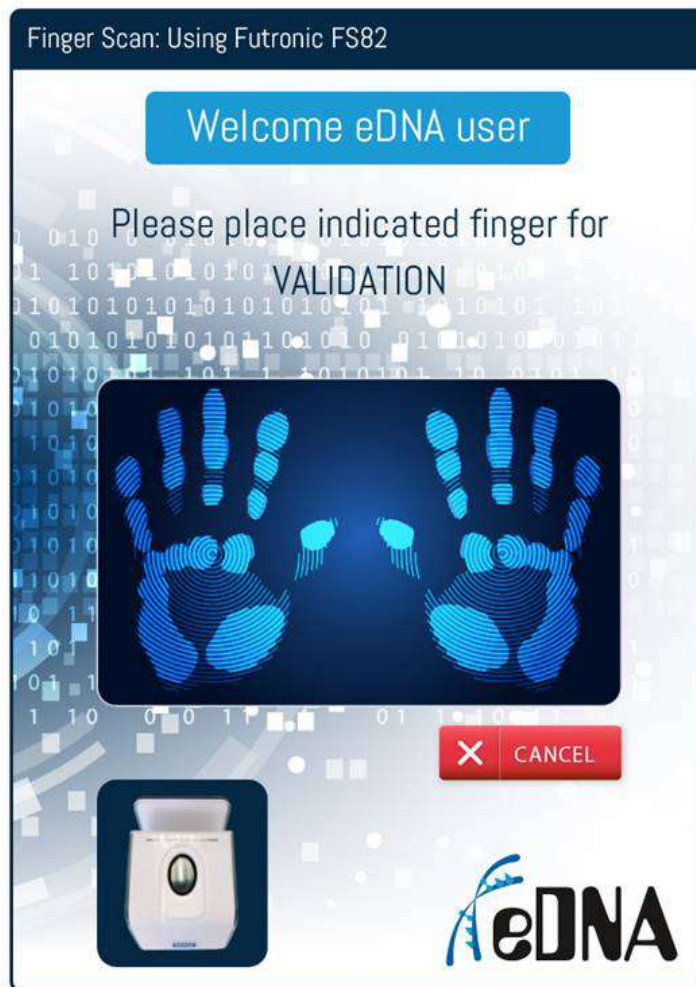 Finger Scan: Using Futronic FS82
Welcome eDNA user
Please place indicated finger for
VALIDATION
CANCEL
eDNA